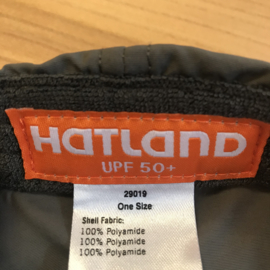 HATLAND
UPF 50+
29019
One Size
Shell Fabric:
100% Polyamide
100% Polyamide
100% Polyamide